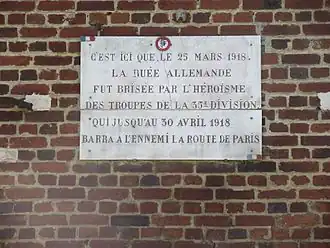 C'EST ICI QUE, LE 25 MARS 1918.
LA RUÉE ALLEMANDE
FUT BRISÉE PAR L'HÉROÏSME
DES TROUPES DE LA 35e DIVISION.
QUI JUSQU'AU 30 AVRIL 1918
BARRA A L'ENNEMI LA ROUTE DE PARIS